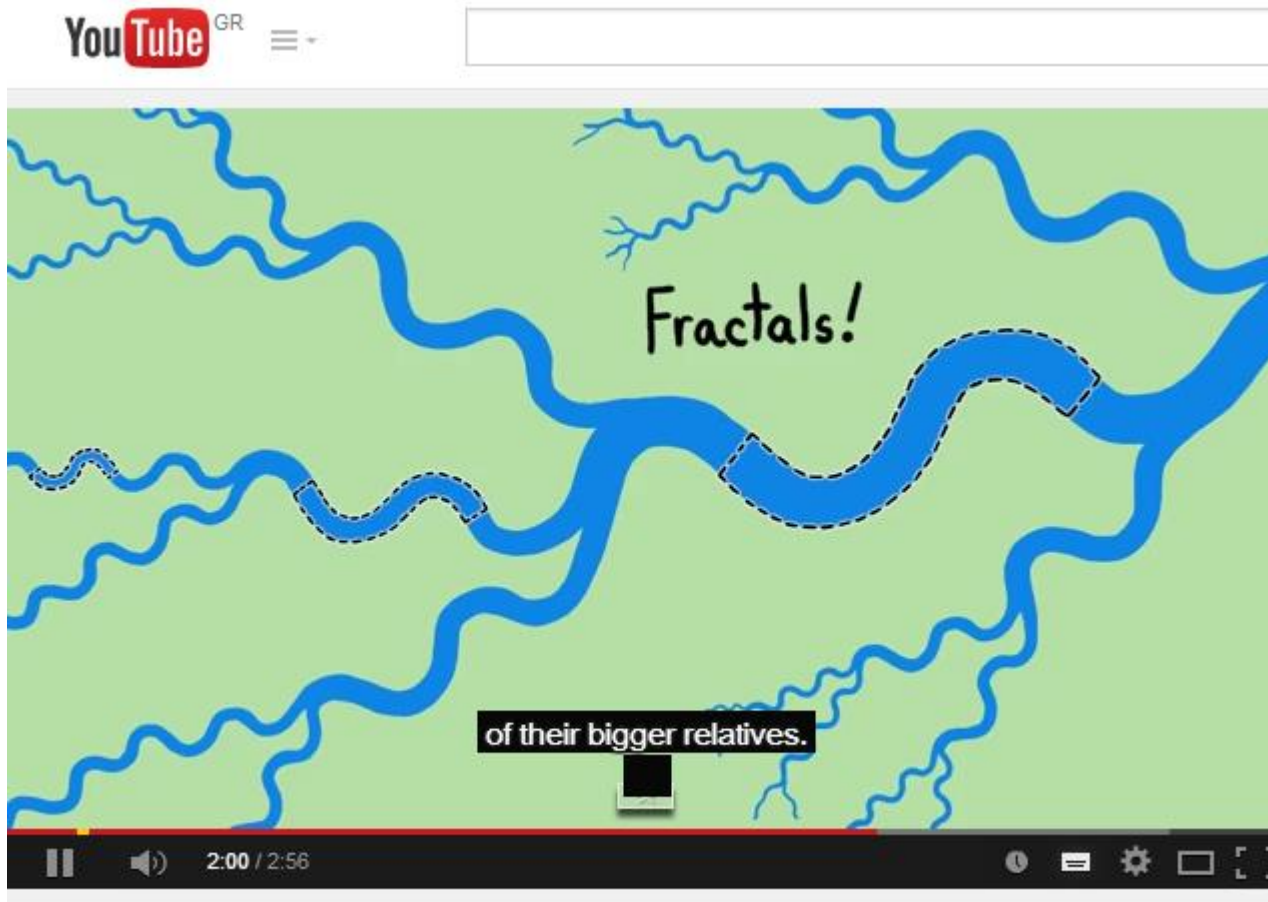 YouTube GR
Fractals!
of their bigger relatives.
2:00 / 2:56